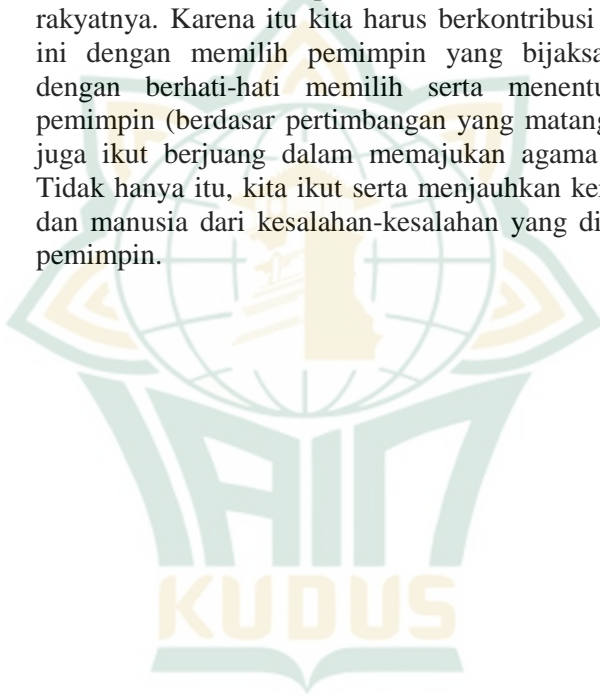 rakyatnya. Karena itu kita harus berkontribusi
ini dengan memilih pemimpin yang bijaksa
dengan berhati-hati memilih serta menentu
pemimpin (berdasar pertimbangan yang matang
juga ikut berjuang dalam memajukan agama
Tidak hanya itu, kita ikut serta menjauhkan ke
dan manusia dari kesalahan-kesalahan yang di
pemimpin.
IAIN
KUDUS